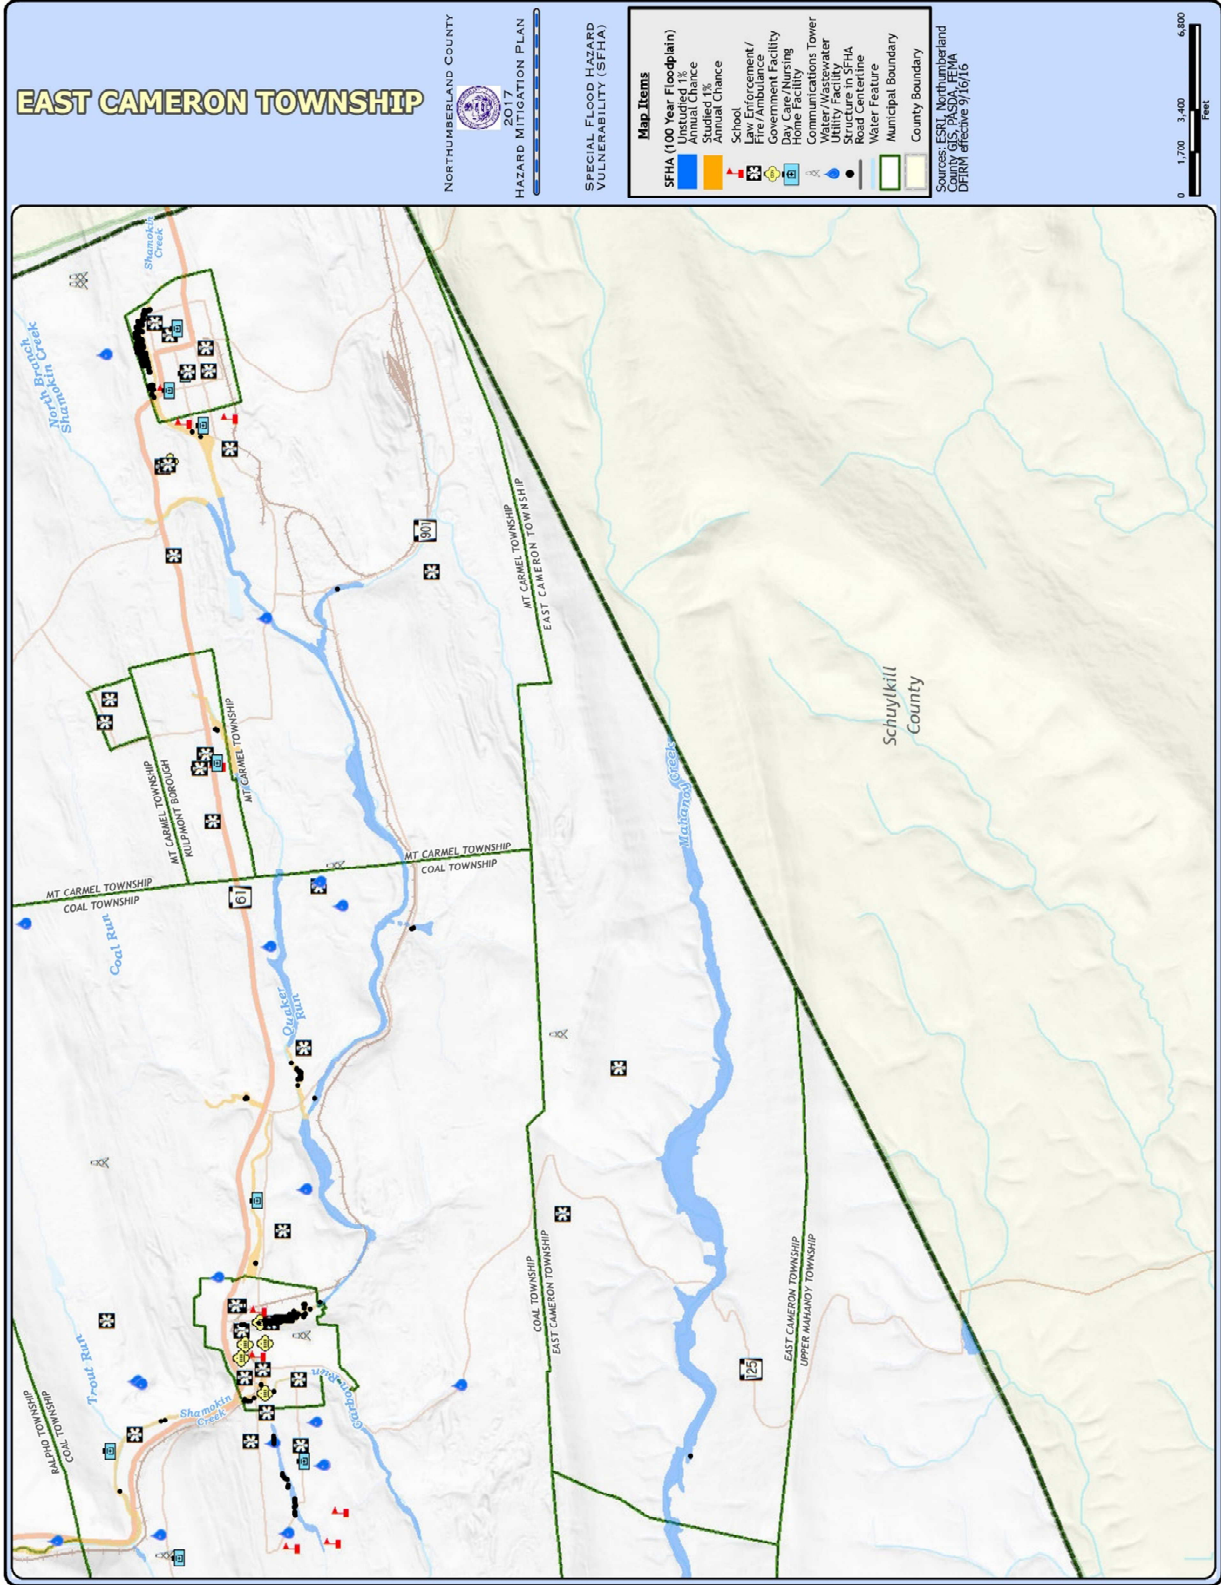 EAST CAMERON TOWNSHIP
NORTHUMBERLAND COUNTY
2017
HAZARD MITIGATION PLAN
SPECIAL FLOOD HAZARD
VULNERABILITY (SFHA)
Map Items
SFHA (100 Year Floodplain)
Unstudied 1%
Annual Chance
Studied 1%
Annual Chance
School
Law Enforcement/
Fire/Ambulance
Government Facility
Day Care/Nursing
Home Facility
Communications Tower
Water/Wastewater
Utility Facility
Structure in SFHA
Road Centerline
Water Feature
Municipal Boundary
County Boundary
Sources: ESRI, Northumberland
County GIS, PASDA, FEMA
DFIRM effective 9/16/16
0 1,700 3,400 6,800
Feet
RALPHO TOWNSHIP
COAL TOWNSHIP
Trout Run
Shamokin
Creek
Carbon Run
Coal Run
Quaker
Run
61
MT CARMEL TOWNSHIP
COAL TOWNSHIP
MT CARMEL TOWNSHIP
KULPMONT BOROUGH
MT CARMEL TOWNSHIP
MT CARMEL TOWNSHIP
COAL TOWNSHIP
North Branch
Shamokin Creek
Shamokin
Creek
901
MT CARMEL TOWNSHIP
EAST CAMERON TOWNSHIP
COAL TOWNSHIP
EAST CAMERON TOWNSHIP
Mahanoy Creek
125
EAST CAMERON TOWNSHIP
UPPER MAHANOY TOWNSHIP
Schuylkill
County